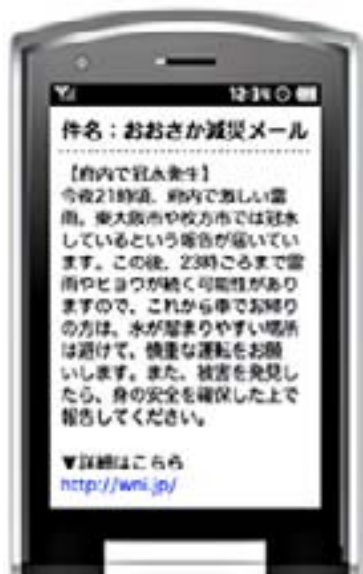 12:34
件名：おおさか減災メール
【府内で冠水発生】
今夜21時頃、府内で激しい雷
雨。東大阪市や枚方市では冠水
しているという報告が届いてい
ます。この後、23時ごろまで雷
雨やヒョウが続く可能性があり
ますので、これから車でお帰り
の方は、水が溜まりやすい場所
は避けて、慎重な運転をお願
いします。また、被害を発見し
たら、身の安全を確保した上で
報告してください。
▼詳細はこちら
http://wni.jp/